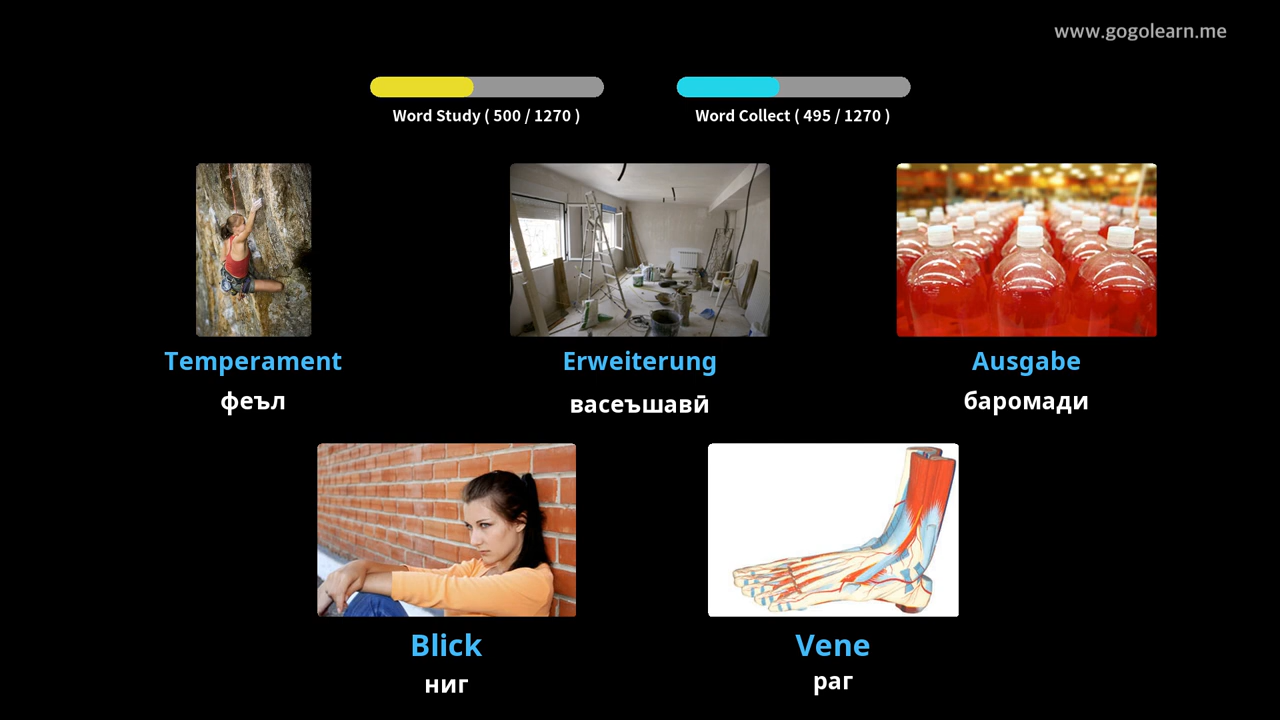 www.gogolearn.me
Word Study ( 500 / 1270 )
Word Collect ( 495 / 1270 )
Temperament
Erweiterung
Ausgabe
феъл
васеъшавӣ
баромади
Blick
Vene
ниг
раг